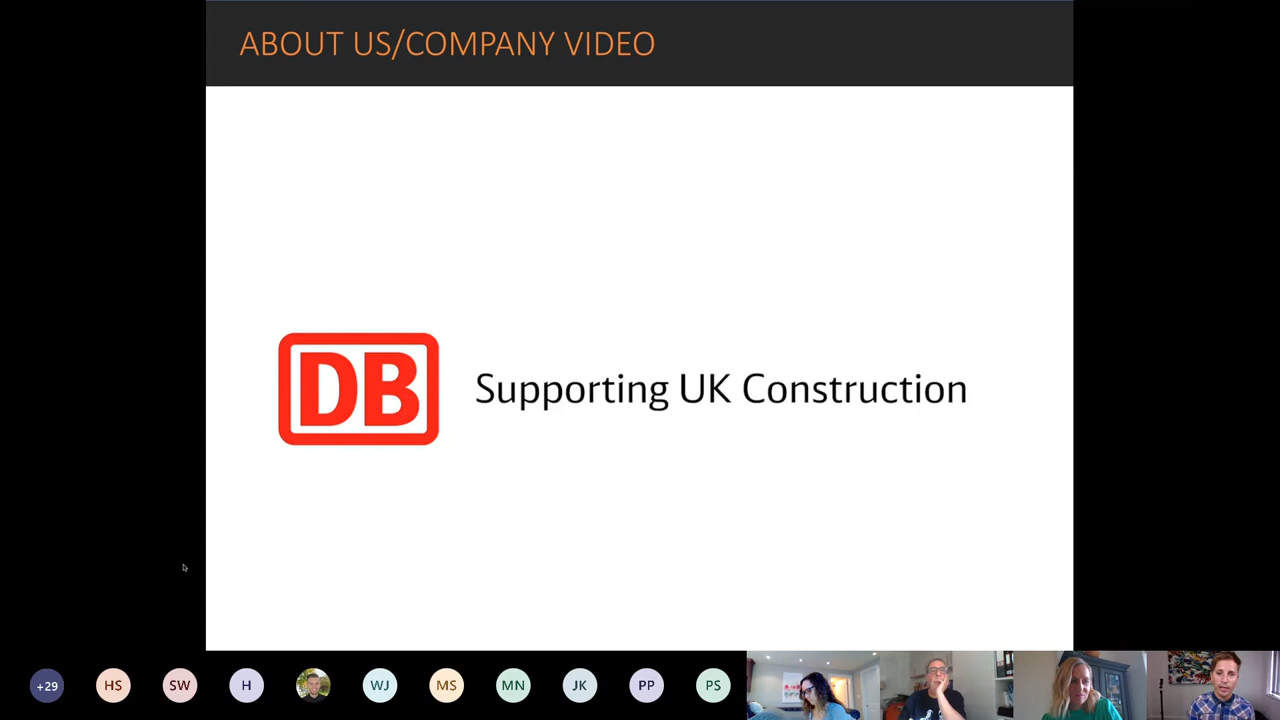 ABOUT US/COMPANY VIDEO
DB
Supporting UK Construction
+29
HS
SW
H
WJ
MS
MN
JK
PP
PS